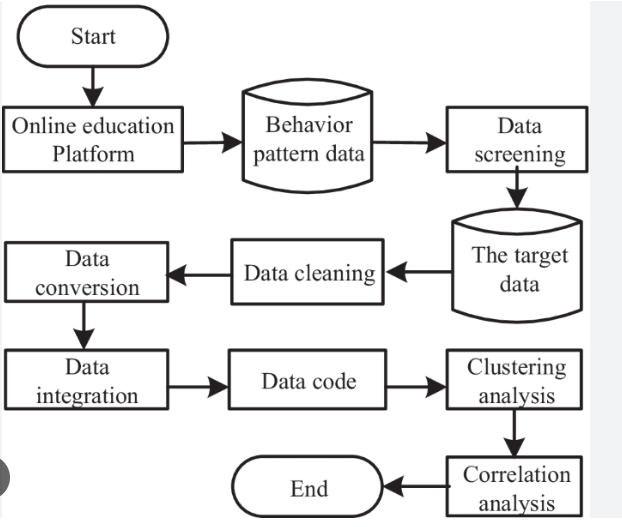 Start
Online education
Platform
Behavior
pattern data
Data
screening
The target
data
Data cleaning
Data
conversion
Data
integration
Data code
Clustering
analysis
Correlation
analysis
End